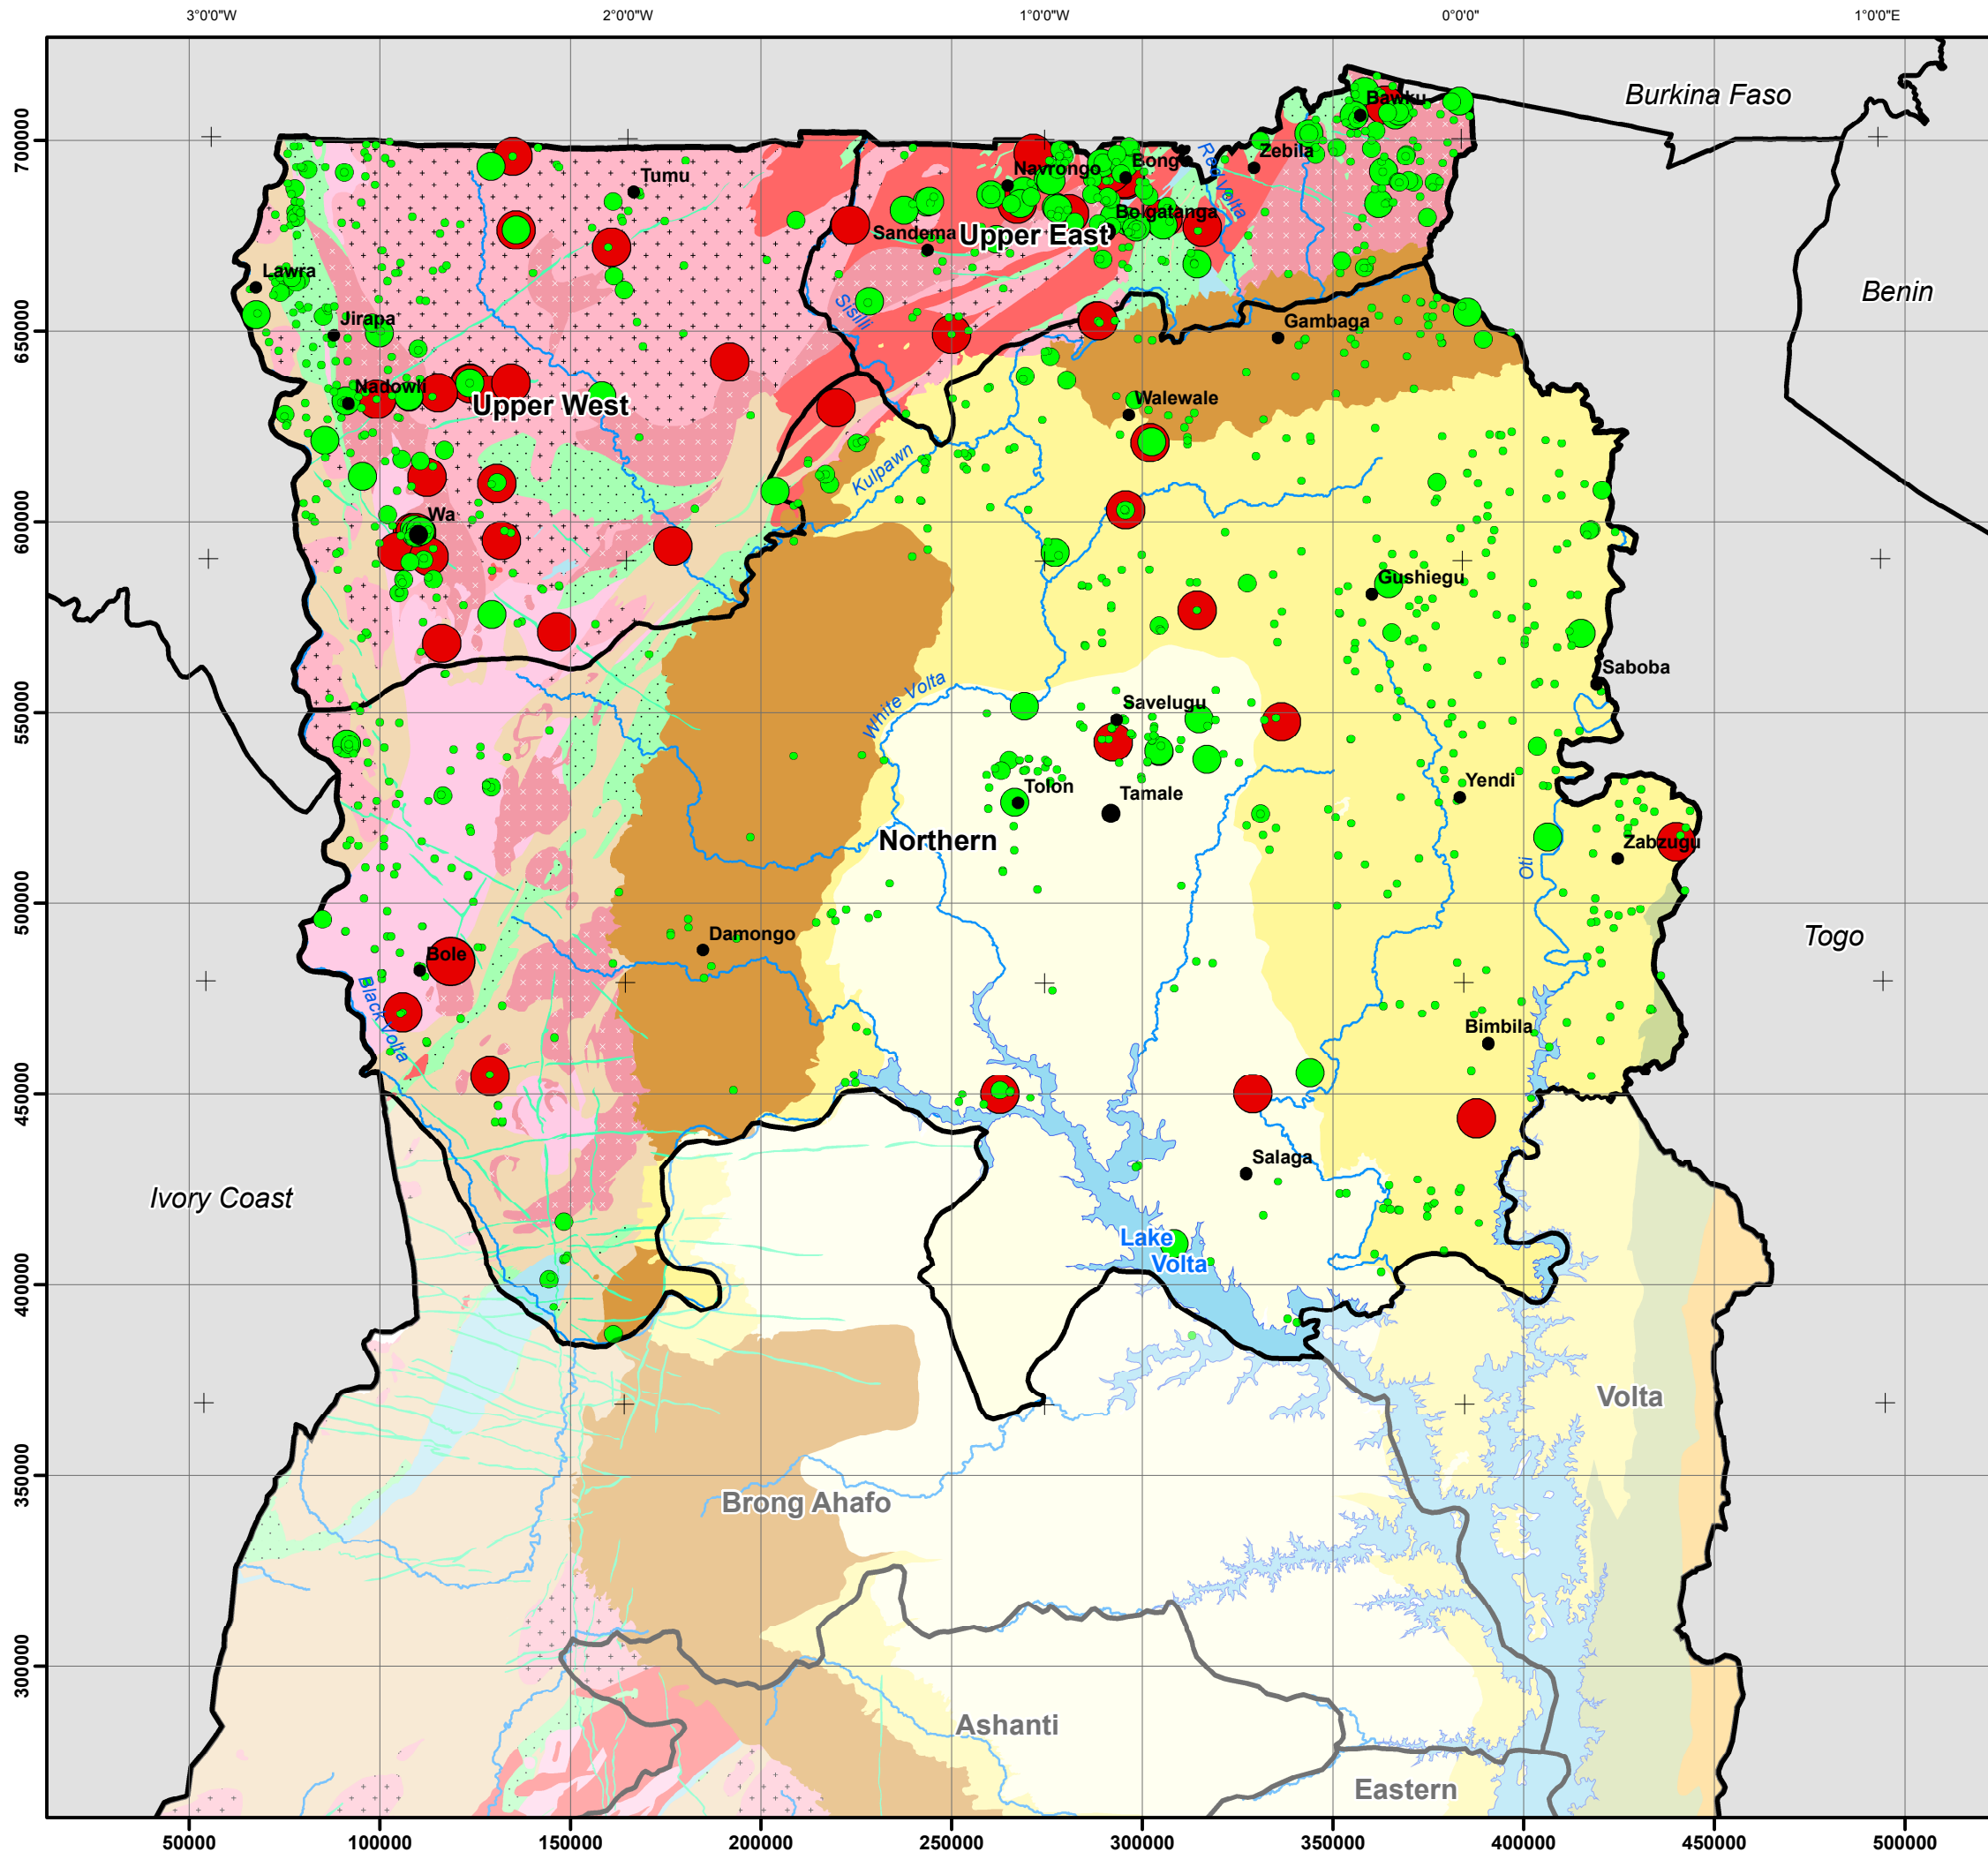 3°0'0"W
2°0'0"W
1°0'0"W
0°0'0"
1°0'0"E
Burkina Faso
Bawku
700000
Zebila
Bong
Navrongo
Tumu
Red Volta
Bolgatanga
Sandema
Upper East
Lawra
Benin
Sisilli
Jirapa
Gambaga
650000
Nadowli
Walewale
Upper West
Kulpawn
Wa
600000
Gushiegu
Saboba
White Volta
Savelugu
550000
Yendi
Tolon
Tamale
Northern
Zabzugu
Oti
500000
Damongo
Togo
Bole
Black Volta
Bimbila
450000
Salaga
Ivory Coast
Lake
Volta
400000
Volta
350000
Brong Ahafo
300000
Ashanti
Eastern
50000
100000
150000
200000
250000
300000
350000
400000
450000
500000